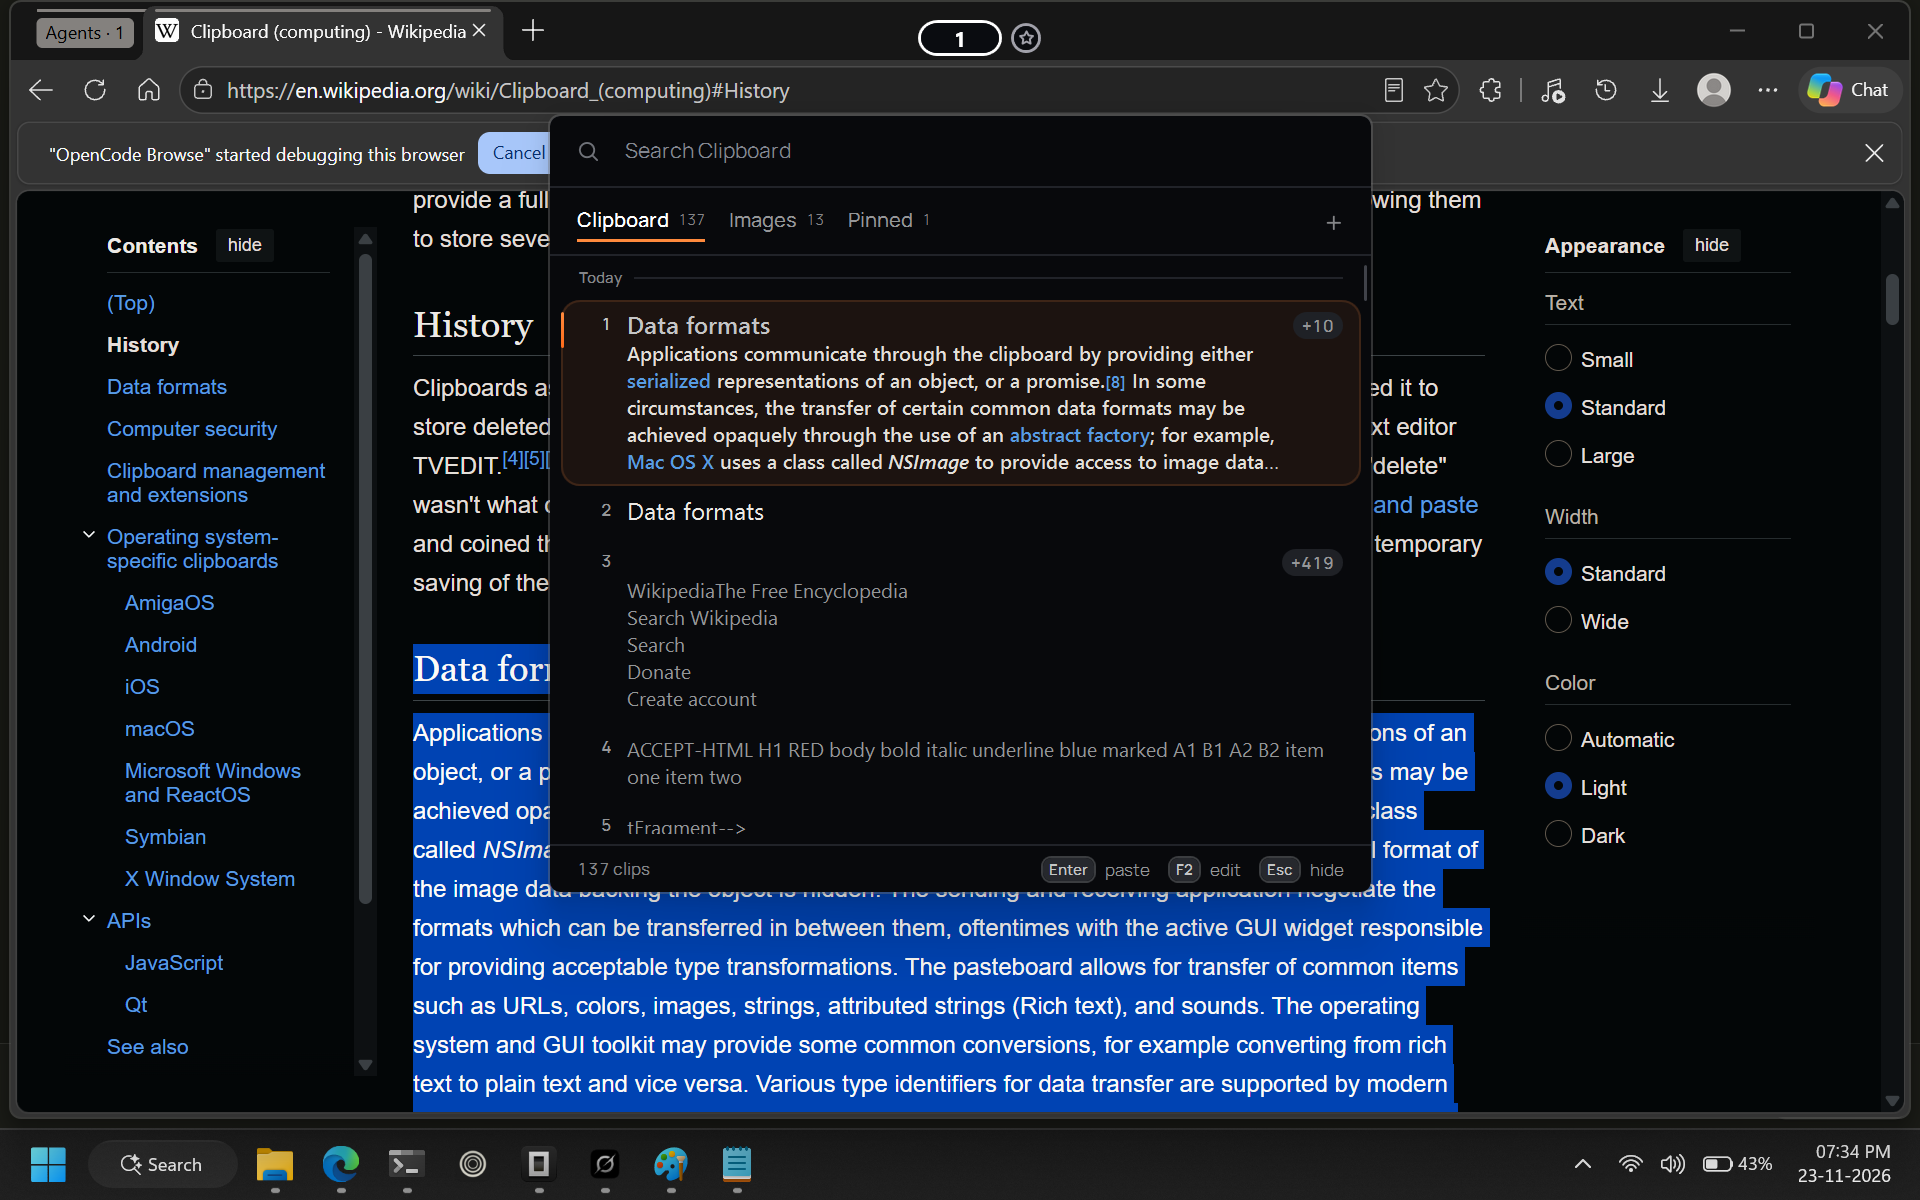 Agents · 1
Clipboard (computing) - Wikipedia
1
https://en.wikipedia.org/wiki/Clipboard_(computing)#History
Chat
"OpenCode Browse" started debugging this browser
Cancel
Search Clipboard
Clipboard 137
Images 13
Pinned 1
Today
1
Data formats
+10
Applications communicate through the clipboard by providing either
serialized representations of an object, or a promise.[8] In some
circumstances, the transfer of certain common data formats may be
achieved opaquely through the use of an abstract factory; for example,
Mac OS X uses a class called NSImage to provide access to image data...
2
Data formats
3
+419
WikipediaThe Free Encyclopedia
Search Wikipedia
Search
Donate
Create account
4
ACCEPT-HTML H1 RED body bold italic underline blue marked A1 B1 A2 B2 item
one item two
5
tFragment-->
137 clips
Enter paste
F2 edit
Esc hide
Contents
hide
(Top)
History
Data formats
Computer security
Clipboard management
and extensions
Operating system-
specific clipboards
AmigaOS
Android
iOS
macOS
Microsoft Windows
and ReactOS
Symbian
X Window System
APIs
JavaScript
Qt
See also
provide a full
wing them
to store seve
History
Clipboards a
ed it to
store deleted
xt editor
TVEDIT.[4][5][
delete"
wasn't what
and paste
and coined th
temporary
saving of the
Data for
Applications
ons of an
object, or a p
s may be
achieved opa
class
called NSIma
l format of
the image data backing the object is hidden. The sending and receiving application negotiate the
formats which can be transferred in between them, oftentimes with the active GUI widget responsible
for providing acceptable type transformations. The pasteboard allows for transfer of common items
such as URLs, colors, images, strings, attributed strings (Rich text), and sounds. The operating
system and GUI toolkit may provide some common conversions, for example converting from rich
text to plain text and vice versa. Various type identifiers for data transfer are supported by modern
Appearance
hide
Text
Small
Standard
Large
Width
Standard
Wide
Color
Automatic
Light
Dark
Search
43%
07:34 PM
23-11-2026